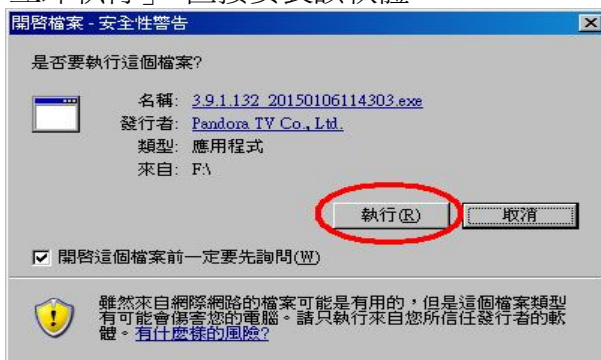 開啓檔案 - 安全性警告
是否要執行這個檔案?
名稱: 3.9.1.132_20150106114303.exe
發行者: Pandora TV Co., Ltd.
類型: 應用程式
來自: F:\
執行(R)
取消
開啓這個檔案前一定要先詢問(W)
雖然來自網際網路的檔案可能是有用的，但是這個檔案類型
有可能會傷害您的電腦。請只執行來自您所信任發行者的軟
體。有什麼樣的風險?